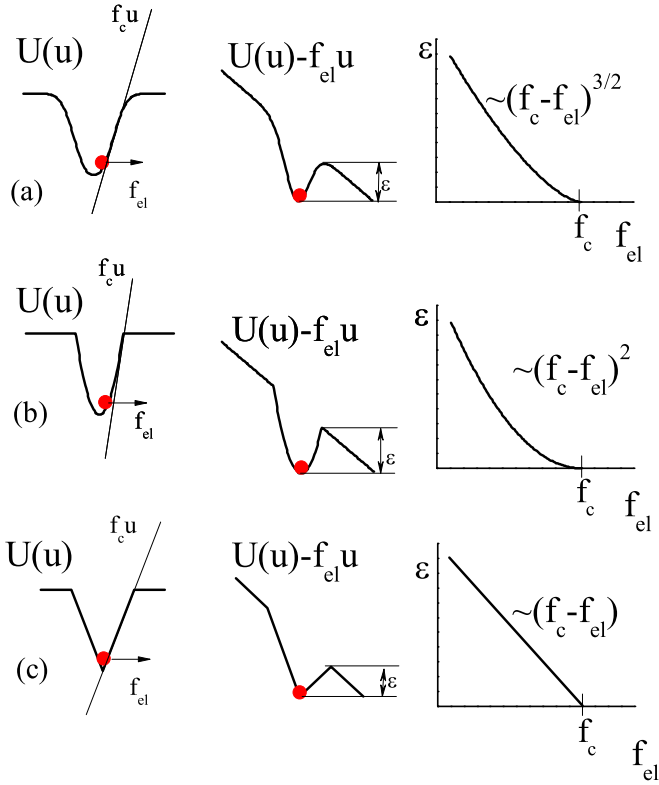 f_c u
U(u)
f_el
(a)
U(u)-f_el u
ε
ε
~(f_c-f_el)^3/2
f_c
f_el
f_c u
U(u)
f_el
(b)
U(u)-f_el u
ε
ε
~(f_c-f_el)^2
f_c
f_el
f_c u
U(u)
f_el
(c)
U(u)-f_el u
ε
ε
~(f_c-f_el)
f_c
f_el